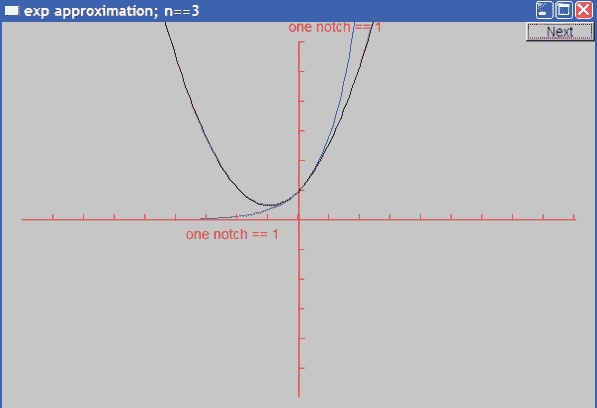 exp approximation; n==3
one notch == 1
Next
one notch == 1